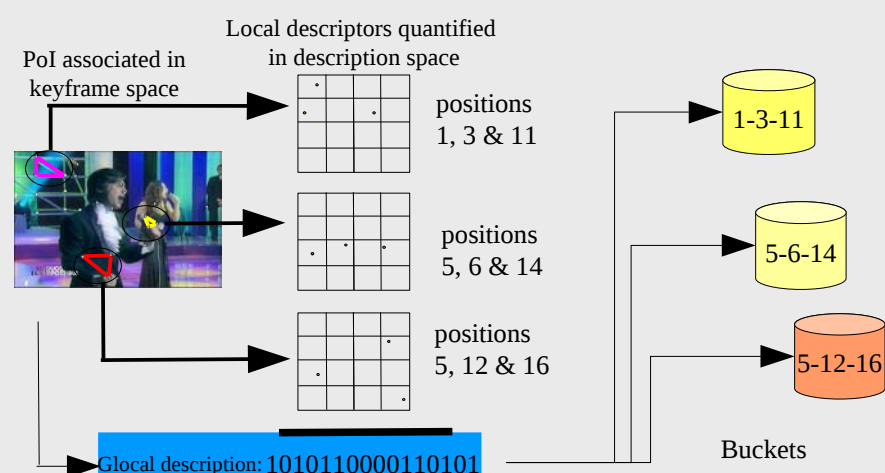 Local descriptors quantified
in description space
PoI associated in
keyframe space
positions
1, 3 & 11
1-3-11
positions
5, 6 & 14
5-6-14
positions
5, 12 & 16
5-12-16
Buckets
Glocal description: 1010110000110101